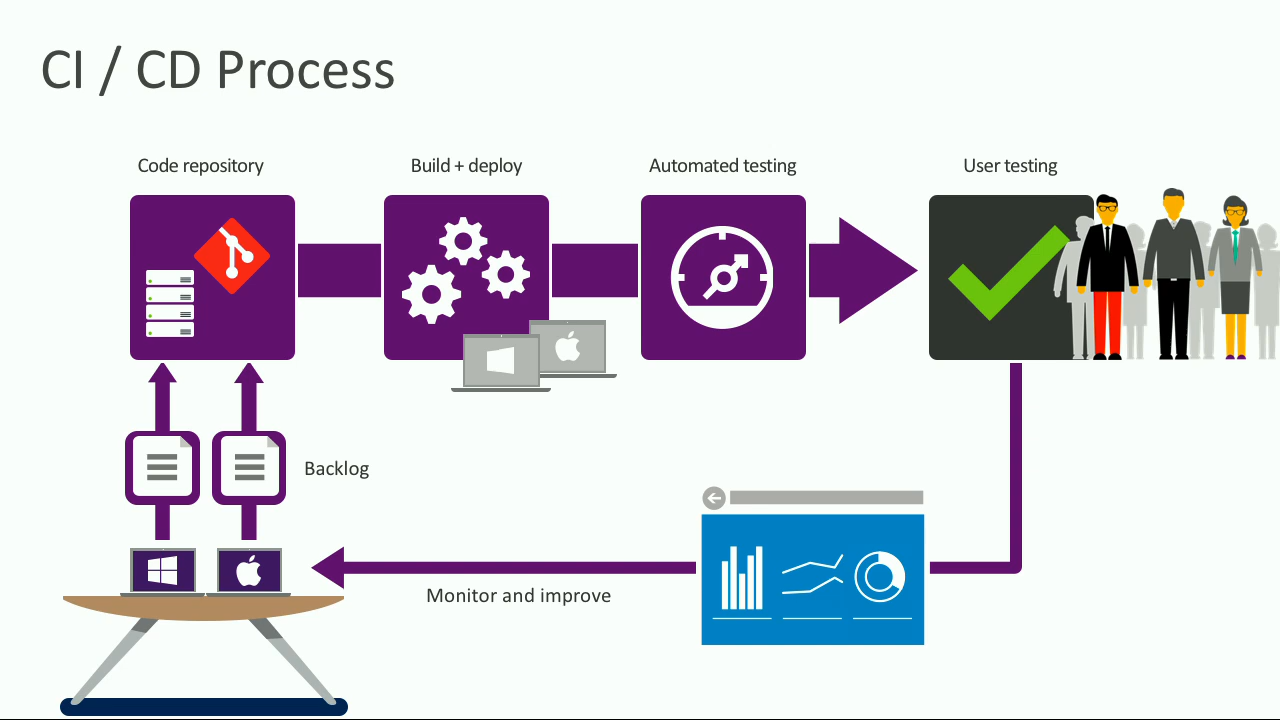 CI / CD Process
Code repository
Build + deploy
Automated testing
User testing
Backlog
Monitor and improve